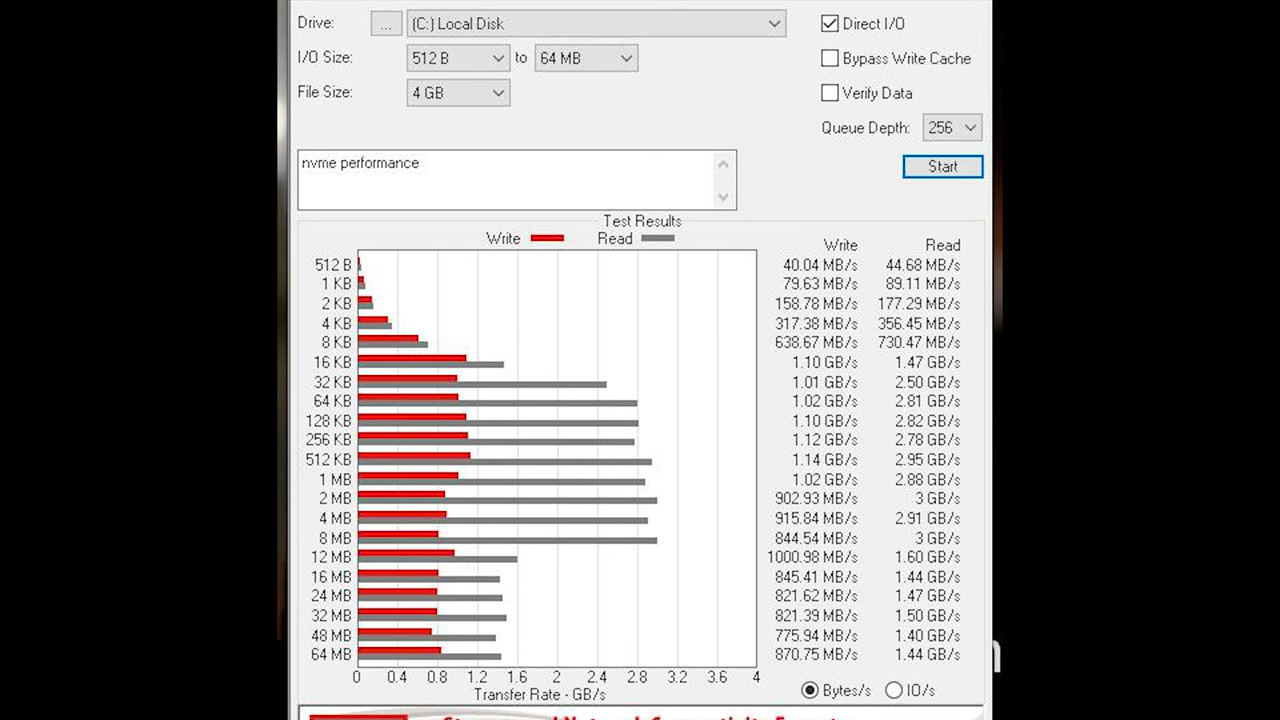 Drive: ... (C:) Local Disk Direct I/O
I/O Size: 512 B to 64 MB Bypass Write Cache
File Size: 4 GB Verify Data
Queue Depth: 256
nvme performance Start
Test Results
Write Read Write Read
512 B 40.04 MB/s 44.68 MB/s
1 KB 79.63 MB/s 89.11 MB/s
2 KB 158.78 MB/s 177.29 MB/s
4 KB 317.38 MB/s 356.45 MB/s
8 KB 638.67 MB/s 730.47 MB/s
16 KB 1.10 GB/s 1.47 GB/s
32 KB 1.01 GB/s 2.50 GB/s
64 KB 1.02 GB/s 2.81 GB/s
128 KB 1.10 GB/s 2.82 GB/s
256 KB 1.12 GB/s 2.78 GB/s
512 KB 1.14 GB/s 2.95 GB/s
1 MB 1.02 GB/s 2.88 GB/s
2 MB 902.93 MB/s 3 GB/s
4 MB 915.84 MB/s 2.91 GB/s
8 MB 844.54 MB/s 3 GB/s
12 MB 1000.98 MB/s 1.60 GB/s
16 MB 845.41 MB/s 1.44 GB/s
24 MB 821.62 MB/s 1.47 GB/s
32 MB 821.39 MB/s 1.50 GB/s
48 MB 775.94 MB/s 1.40 GB/s
64 MB 870.75 MB/s 1.44 GB/s
0 0.4 0.8 1.2 1.6 2 2.4 2.8 3.2 3.6 4
Transfer Rate - GB/s Bytes/s IO/s